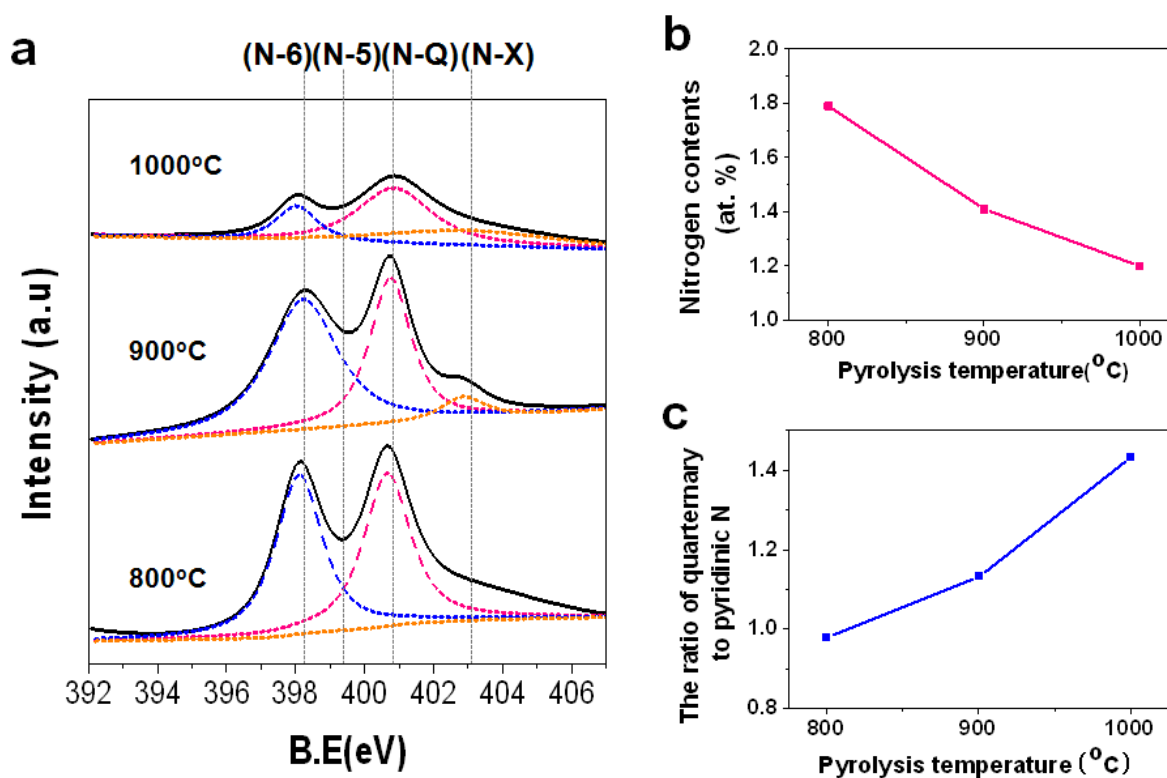 a
(N-6)(N-5)(N-Q)(N-X)
1000°C
900°C
800°C
Intensity (a.u)
392 394 396 398 400 402 404 406
B.E(eV)
b
2.0
1.8
1.6
1.4
1.2
1.0
Nitrogen contents
(at. %)
800 900 1000
Pyrolysis temperature(°C)
c
1.4
1.2
1.0
0.8
The ratio of quarternary
to pyridinic N
800 900 1000
Pyrolysis temperature (°C)